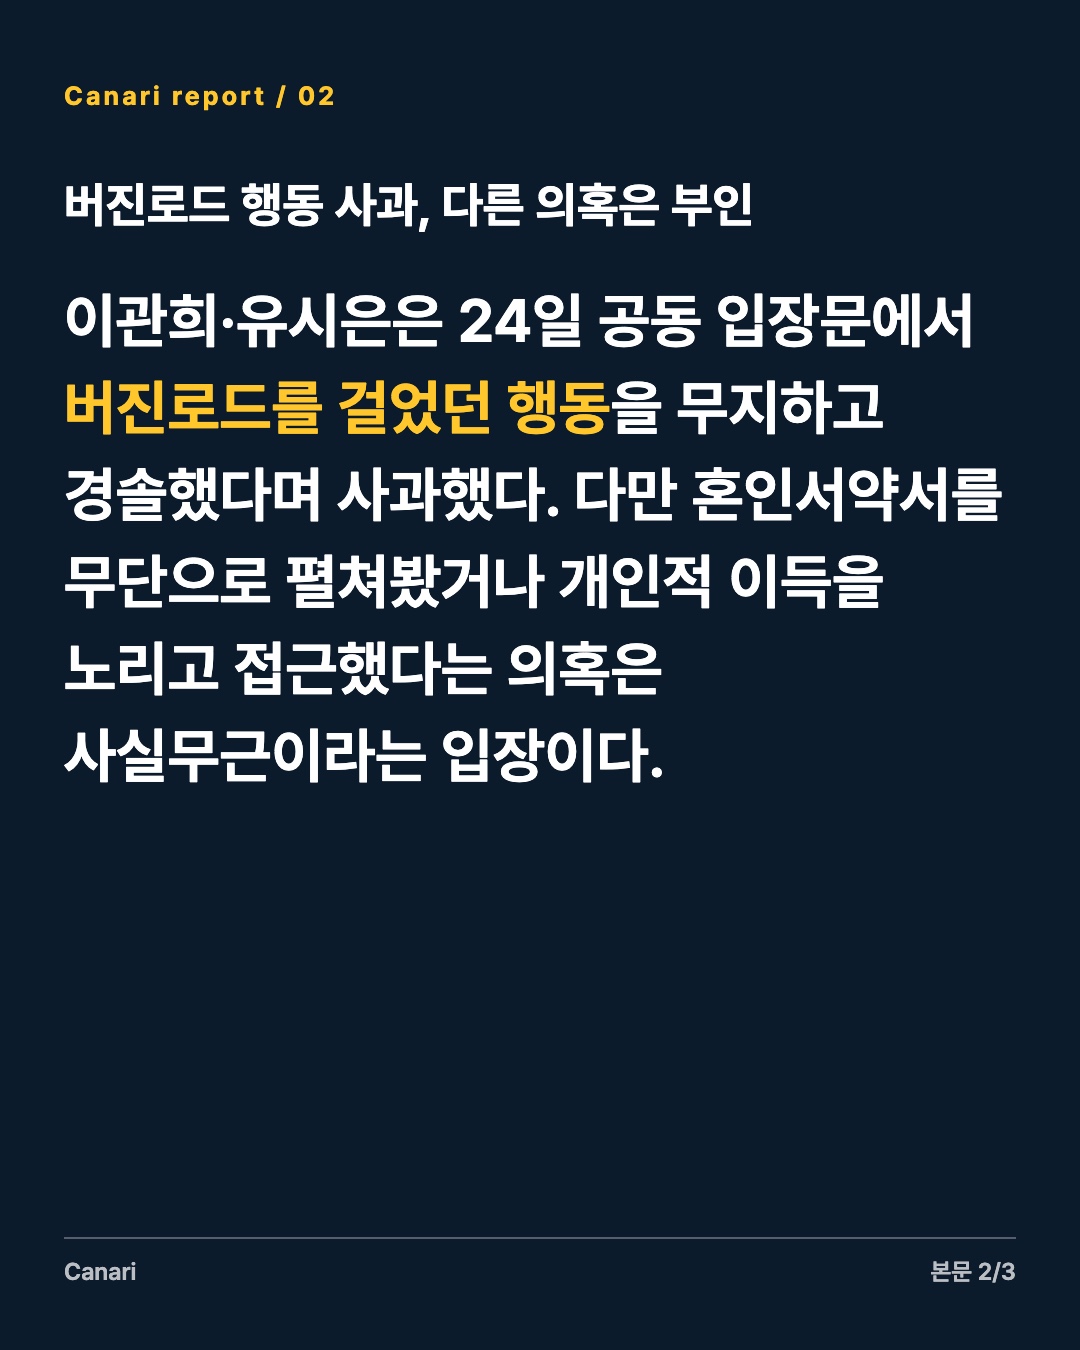 Canari report / 02
버진로드 행동 사과, 다른 의혹은 부인
이관희·유시은은 24일 공동 입장문에서
버진로드를 걸었던 행동을 무지하고
경솔했다며 사과했다. 다만 혼인서약서를
무단으로 펼쳐봤거나 개인적 이득을
노리고 접근했다는 의혹은
사실무근이라는 입장이다.
Canari
본문 2/3